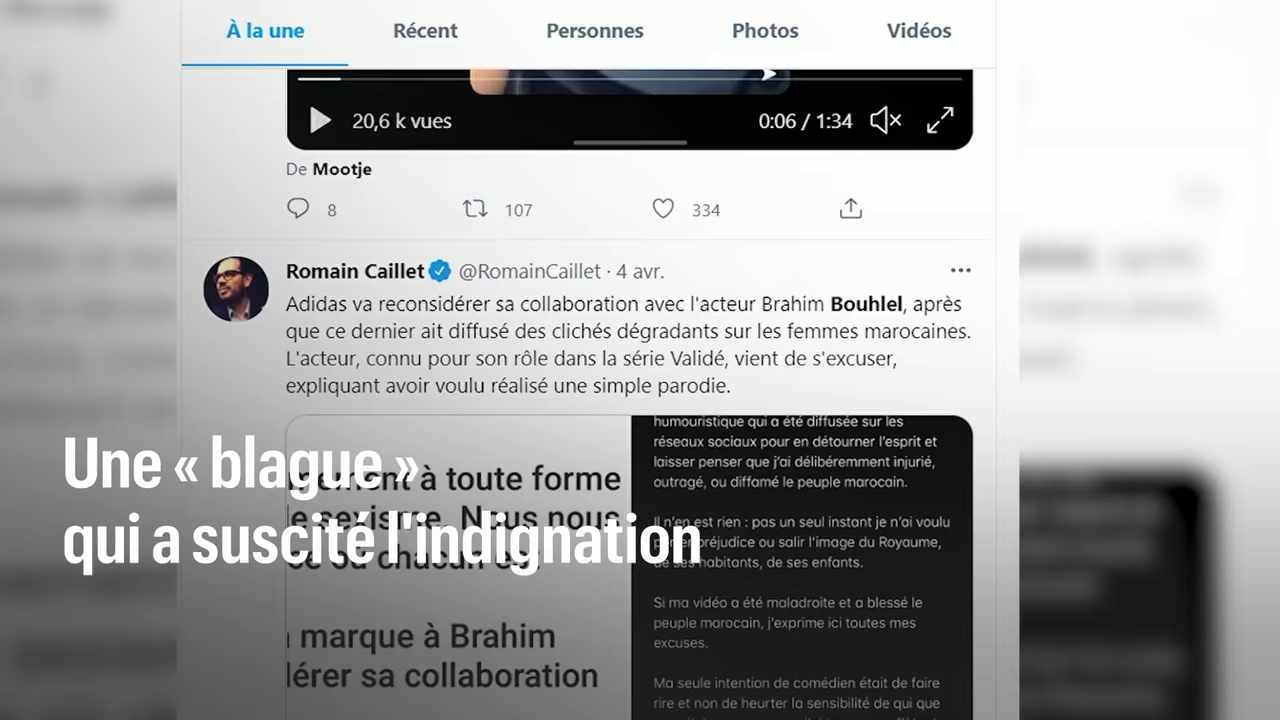 À la une Récent Personnes Photos Vidéos
20,6 k vues 0:06 / 1:34
De Mootje
8 107 334
Romain Caillet @RomainCaillet · 4 avr.
Adidas va reconsidérer sa collaboration avec l'acteur Brahim Bouhlel, après
que ce dernier ait diffusé des clichés dégradants sur les femmes marocaines.
L'acteur, connu pour son rôle dans la série Validé, vient de s'excuser,
expliquant avoir voulu réalisé une simple parodie.
à toute forme
sexisme. Nous nous
chacun
marque à Brahim
sa collaboration
humouristique qui a été diffusée sur les
réseaux sociaux pour en détourner l'esprit et
laisser penser que j'ai délibéremment injurié,
outragé, ou diffamé le peuple marocain.
Il n'en est rien : pas un seul instant je n'ai voulu
préjudice ou salir l'image du Royaume,
de ses habitants, de ses enfants.
Si ma vidéo a été maladroite et a blessé le
peuple marocain, j'exprime ici toutes mes
excuses.
Ma seule intention de comédien était de faire
rire et non de heurter la sensibilité de qui que
Une « blague »
qui a suscité l'indignation